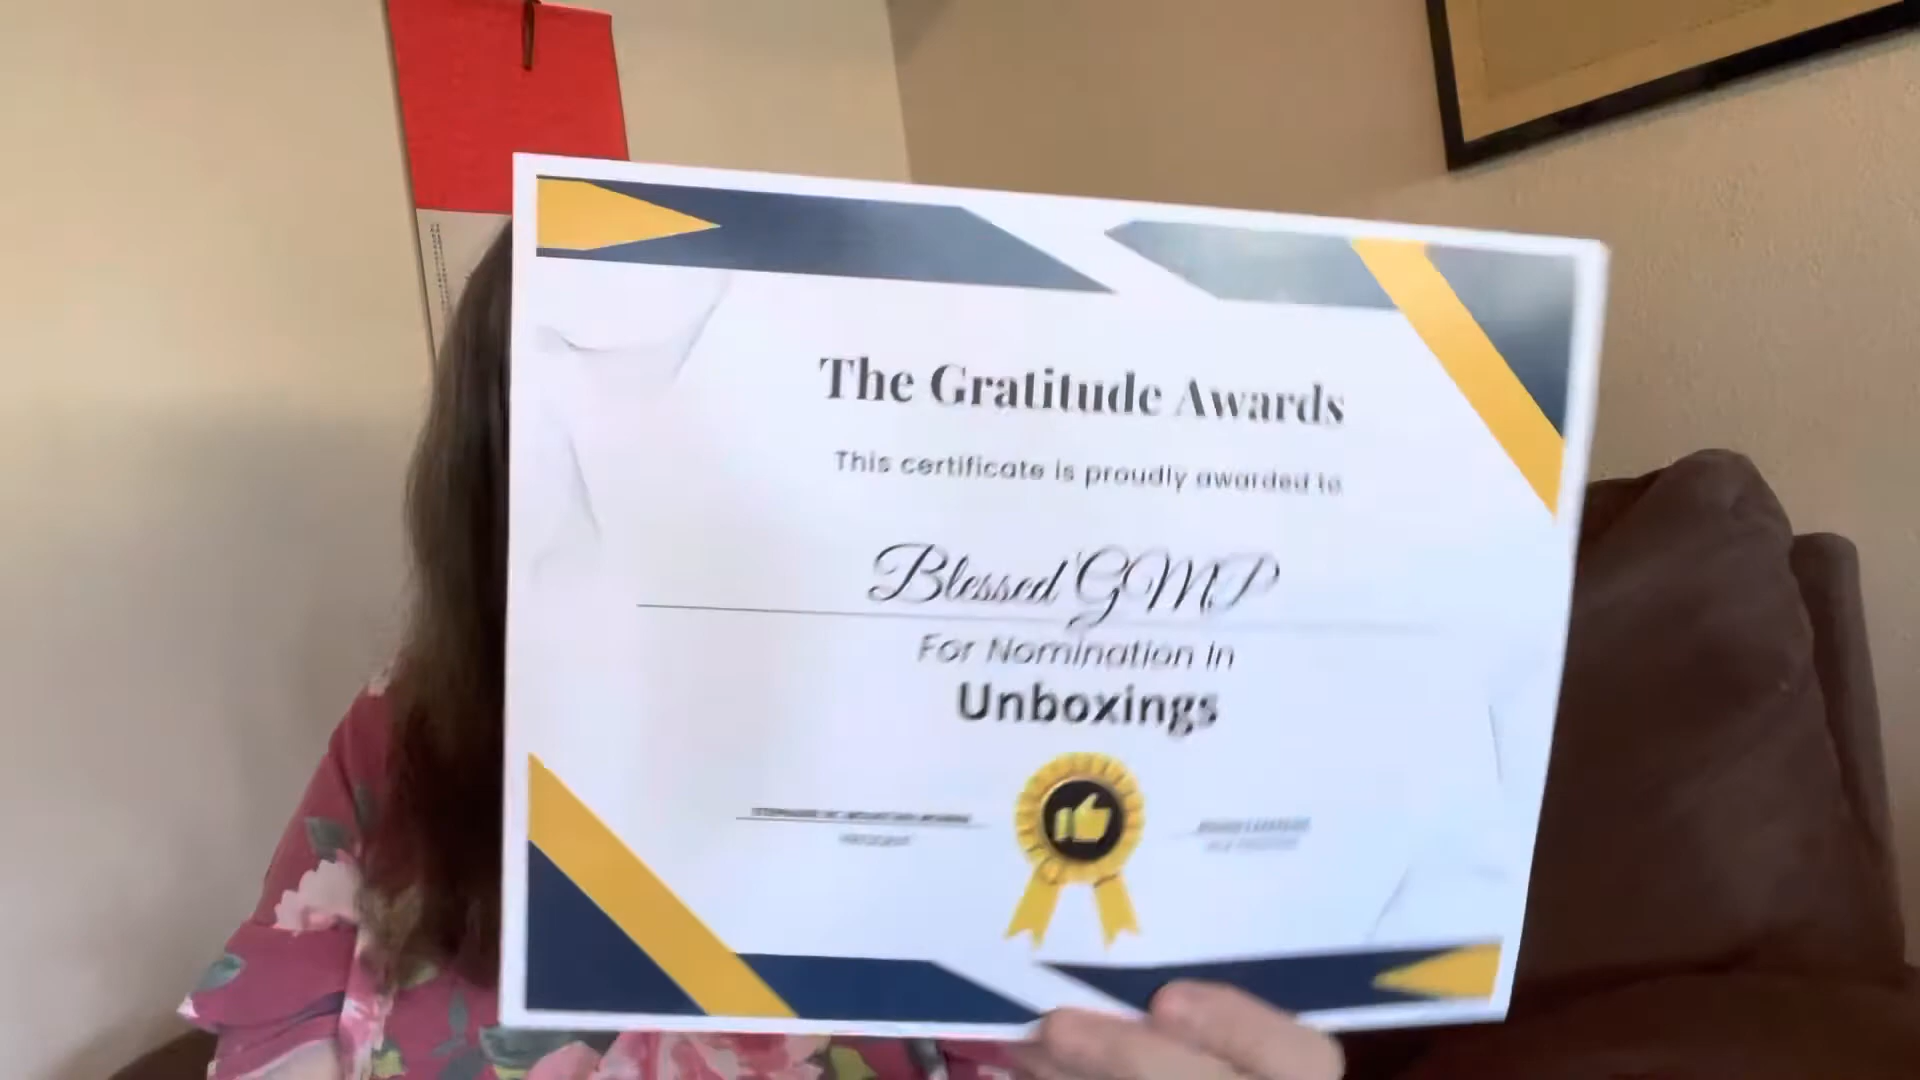 The Gratitude Awards
This certificate is proudly awarded to
Blessed GMP
For Nomination In
Unboxings